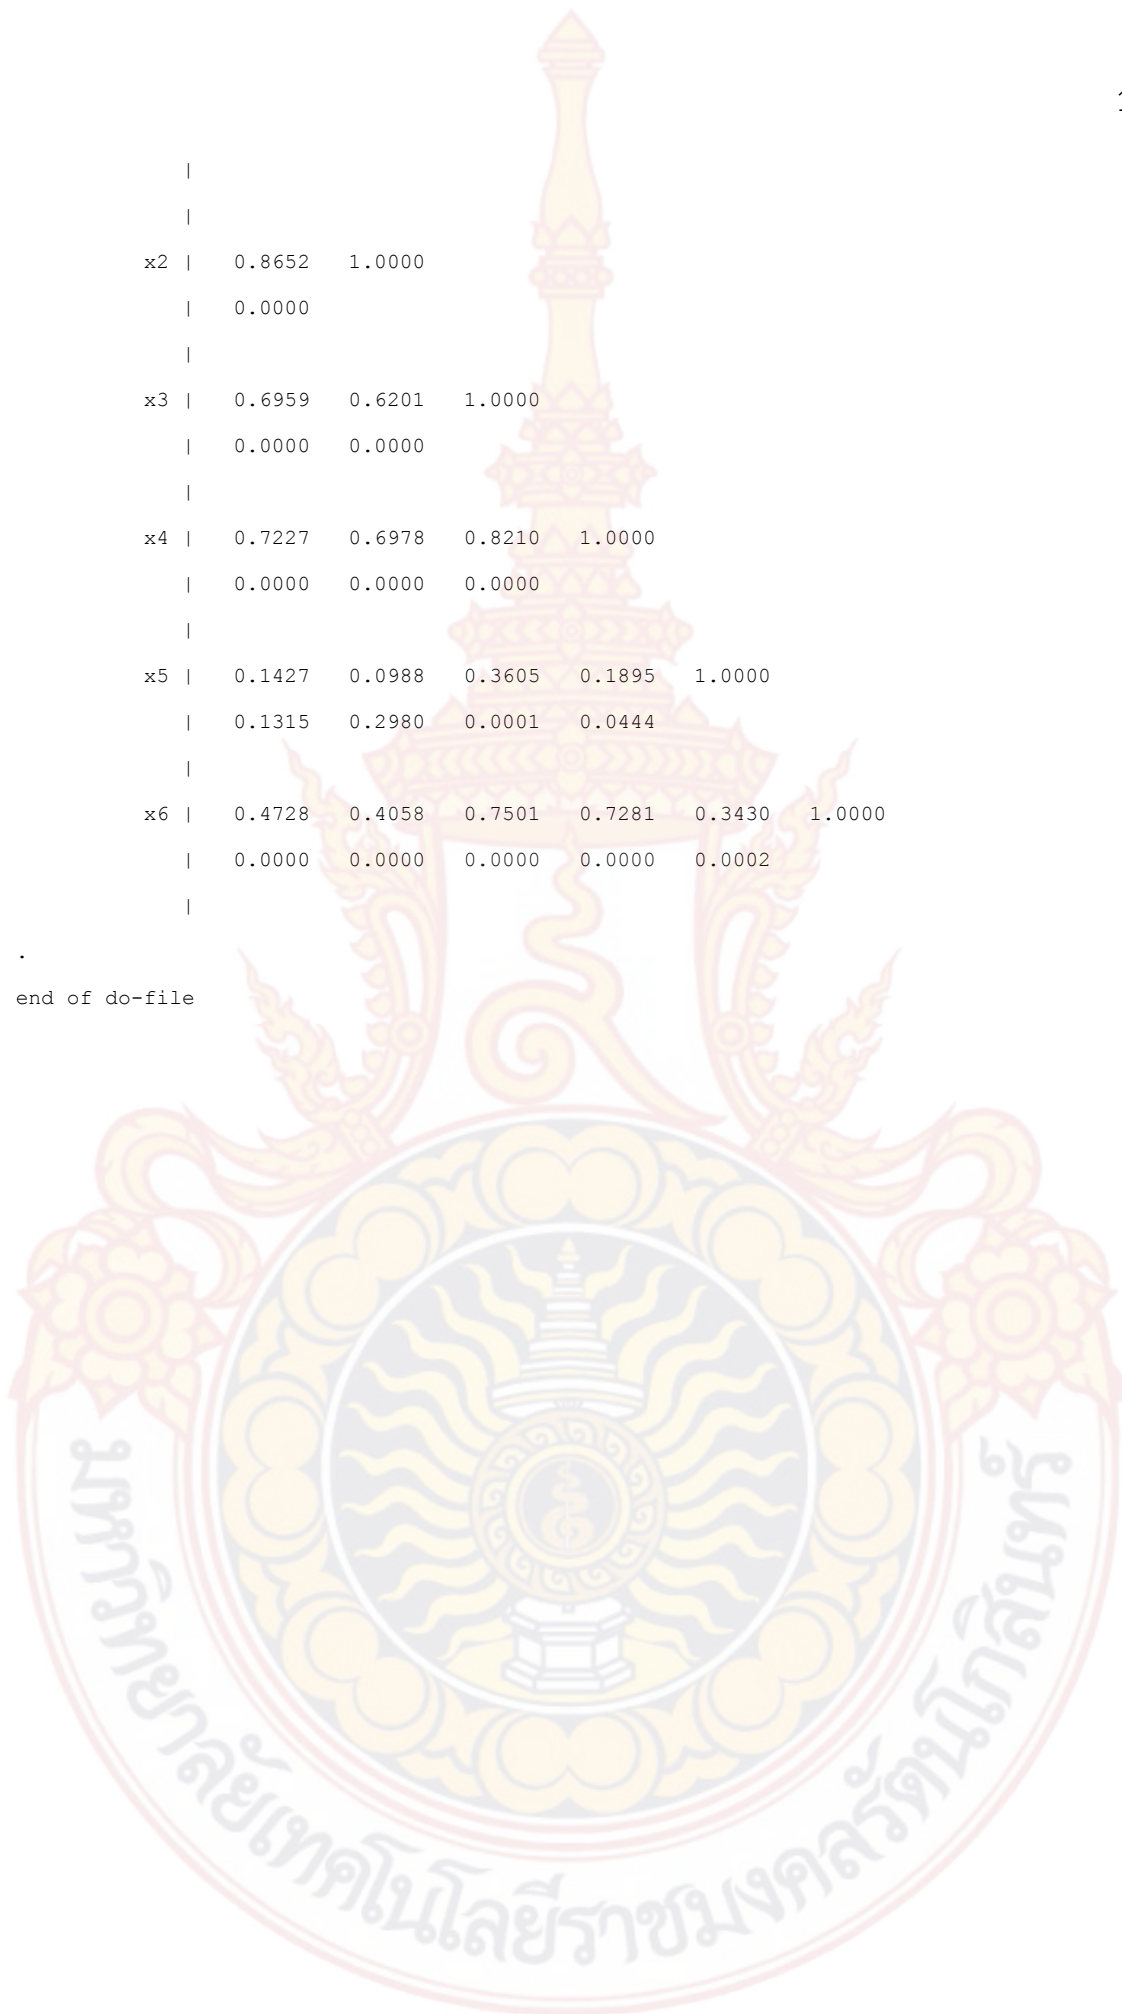 1
|
|
x2 | 0.8652 1.0000
| 0.0000
|
x3 | 0.6959 0.6201 1.0000
| 0.0000 0.0000
|
x4 | 0.7227 0.6978 0.8210 1.0000
| 0.0000 0.0000 0.0000
|
x5 | 0.1427 0.0988 0.3605 0.1895 1.0000
| 0.1315 0.2980 0.0001 0.0444
|
x6 | 0.4728 0.4058 0.7501 0.7281 0.3430 1.0000
| 0.0000 0.0000 0.0000 0.0000 0.0002
|
.
end of do-file
มหาวิทยาลัยเทคโนโลยีราชมงคลรัตนโกสินทร์